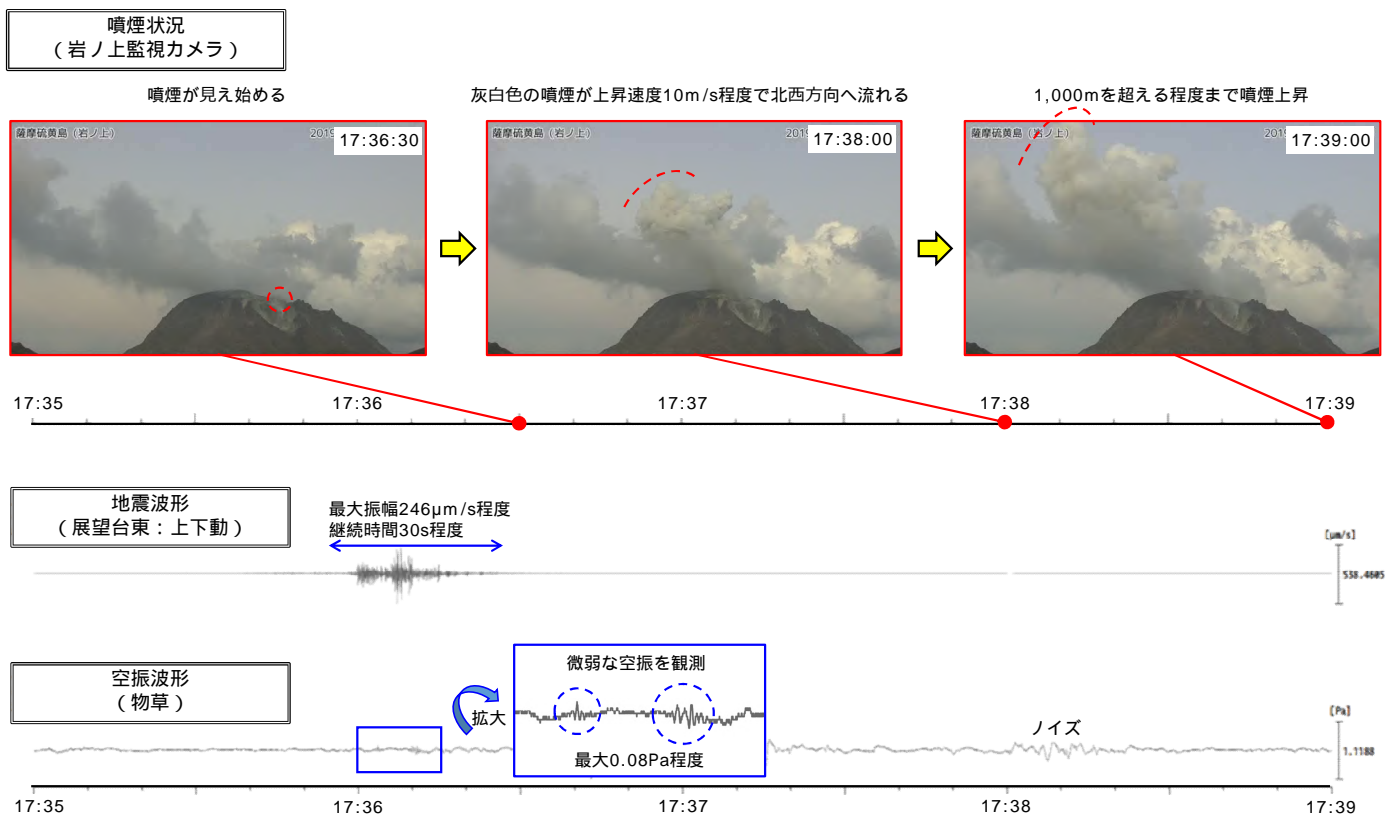 噴煙状況
（岩ノ上監視カメラ）
噴煙が見え始める
灰白色の噴煙が上昇速度10m/s程度で北西方向へ流れる
1,000mを超える程度まで噴煙上昇
薩摩硫黄島（岩ノ上）
2019
17:36:30
薩摩硫黄島（岩ノ上）
201
17:38:00
薩摩硫黄島（岩ノ上）
201
17:39:00
17:35
17:36
17:37
17:38
17:39
地震波形
（展望台東：上下動）
最大振幅246μm/s程度
継続時間30s程度
[um/s]
538.4605
空振波形
（物草）
拡大
微弱な空振を観測
最大0.08Pa程度
ノイズ
[Pa]
1.1188
17:35
17:36
17:37
17:38
17:39